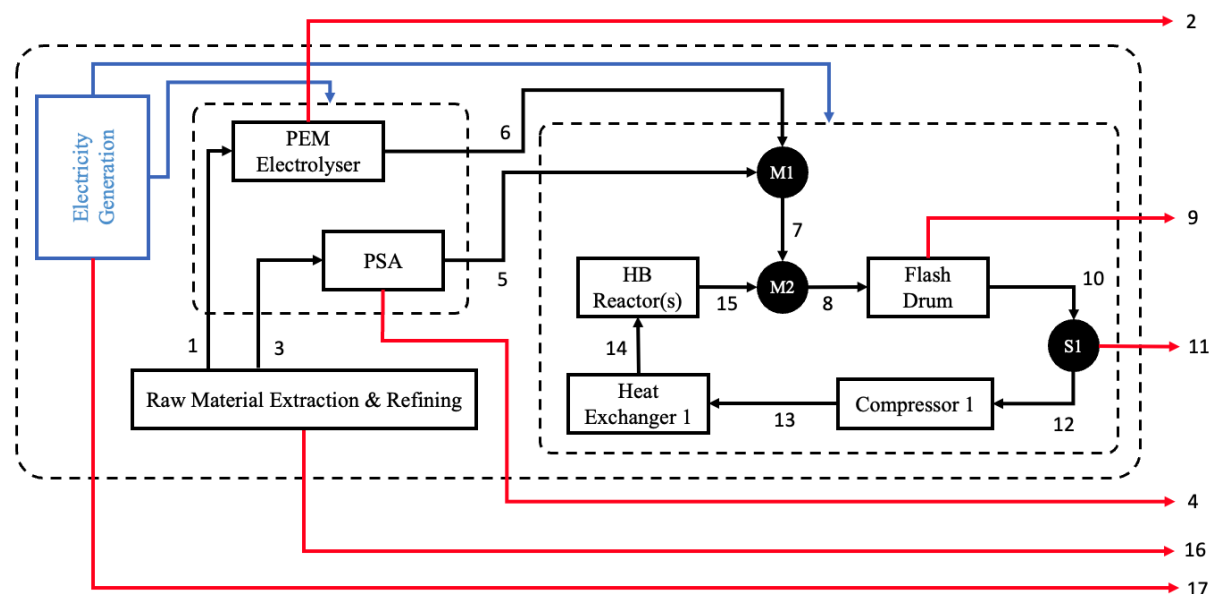 2
Electricity
Generation
PEM
Electrolyser
6
M1
PSA
5
7
9
HB
Reactor(s)
15
M2
8
Flash
Drum
10
1
3
14
S1
11
Raw Material Extraction & Refining
Heat
Exchanger 1
13
Compressor 1
12
4
16
17